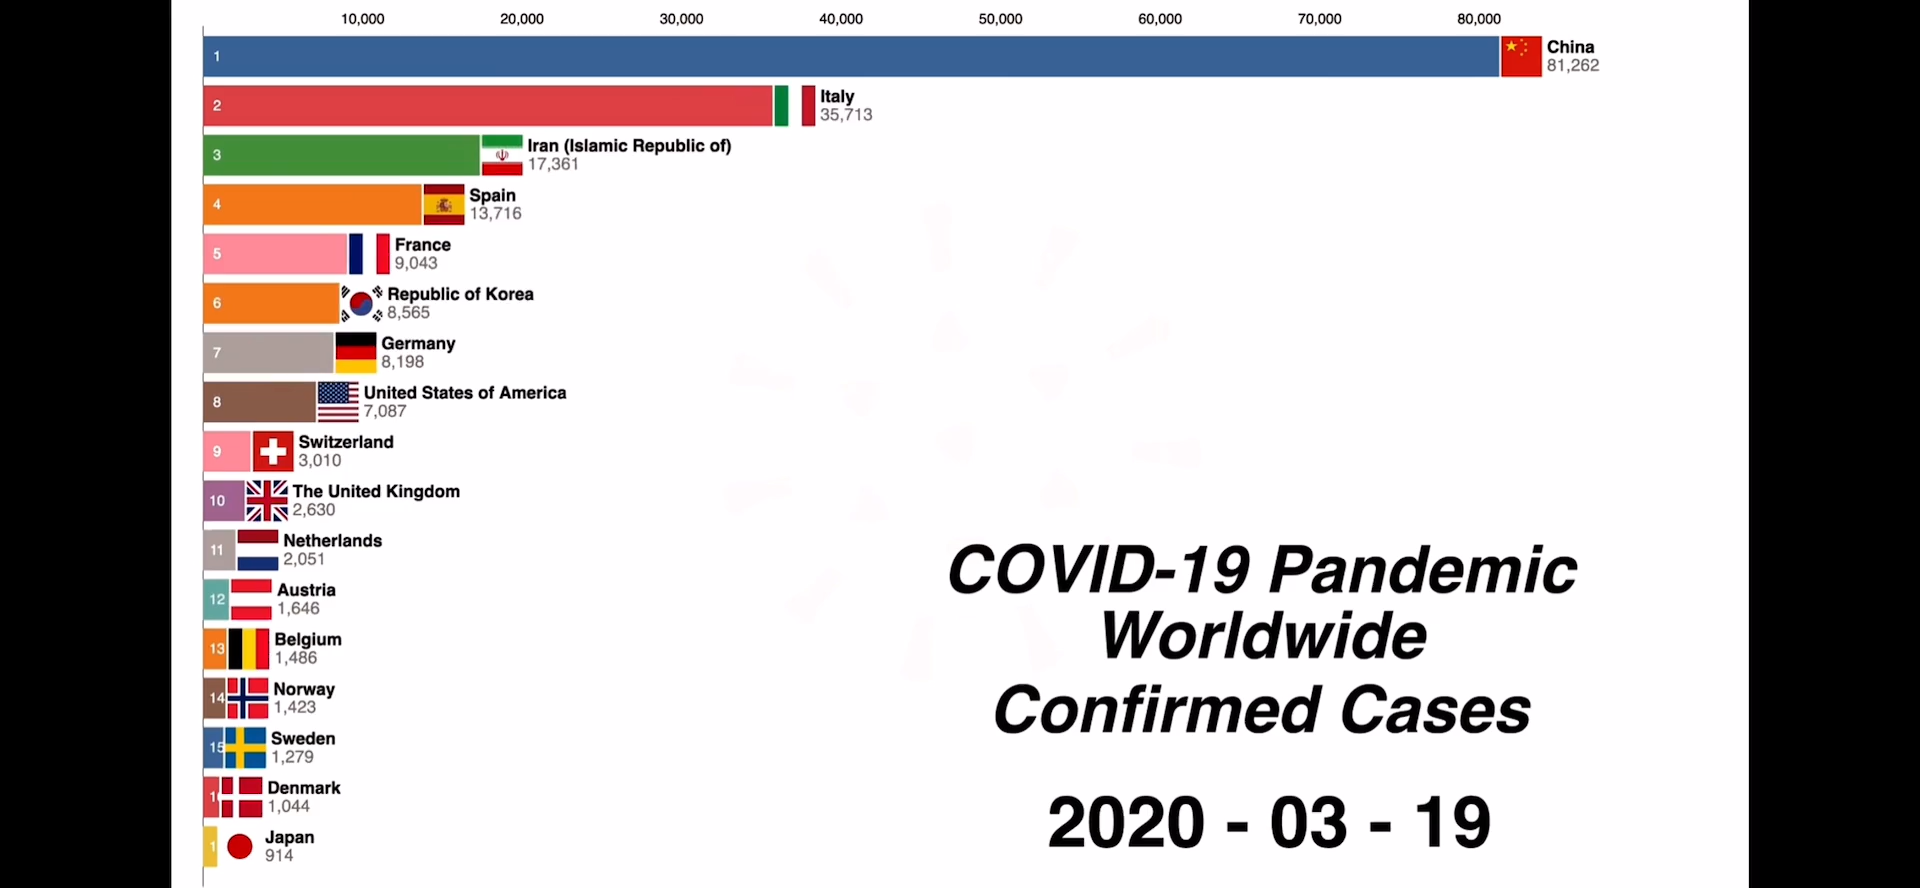 10,000 20,000 30,000 40,000 50,000 60,000 70,000 80,000
1 China
81,262
2 Italy
35,713
3 Iran (Islamic Republic of)
17,361
4 Spain
13,716
5 France
9,043
6 Republic of Korea
8,565
7 Germany
8,198
8 United States of America
7,087
9 Switzerland
3,010
10 The United Kingdom
2,630
11 Netherlands
2,051
12 Austria
1,646
13 Belgium
1,486
14 Norway
1,423
15 Sweden
1,279
Denmark
1,044
Japan
914
COVID-19 Pandemic
Worldwide
Confirmed Cases
2020 - 03 - 19